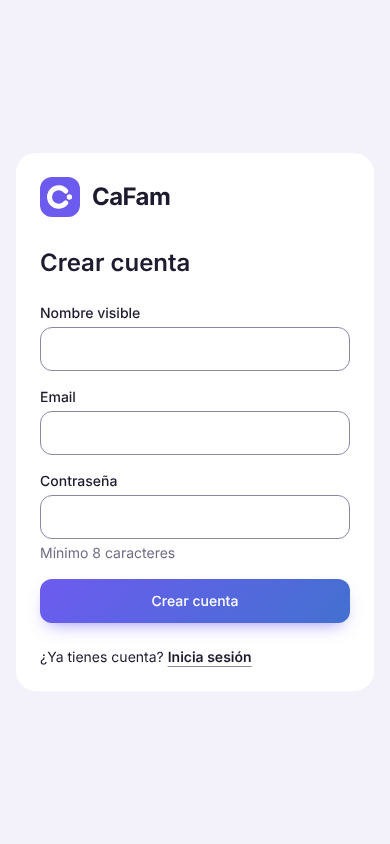 CaFam
Crear cuenta
Nombre visible
Email
Contraseña
Mínimo 8 caracteres
Crear cuenta
¿Ya tienes cuenta? Inicia sesión